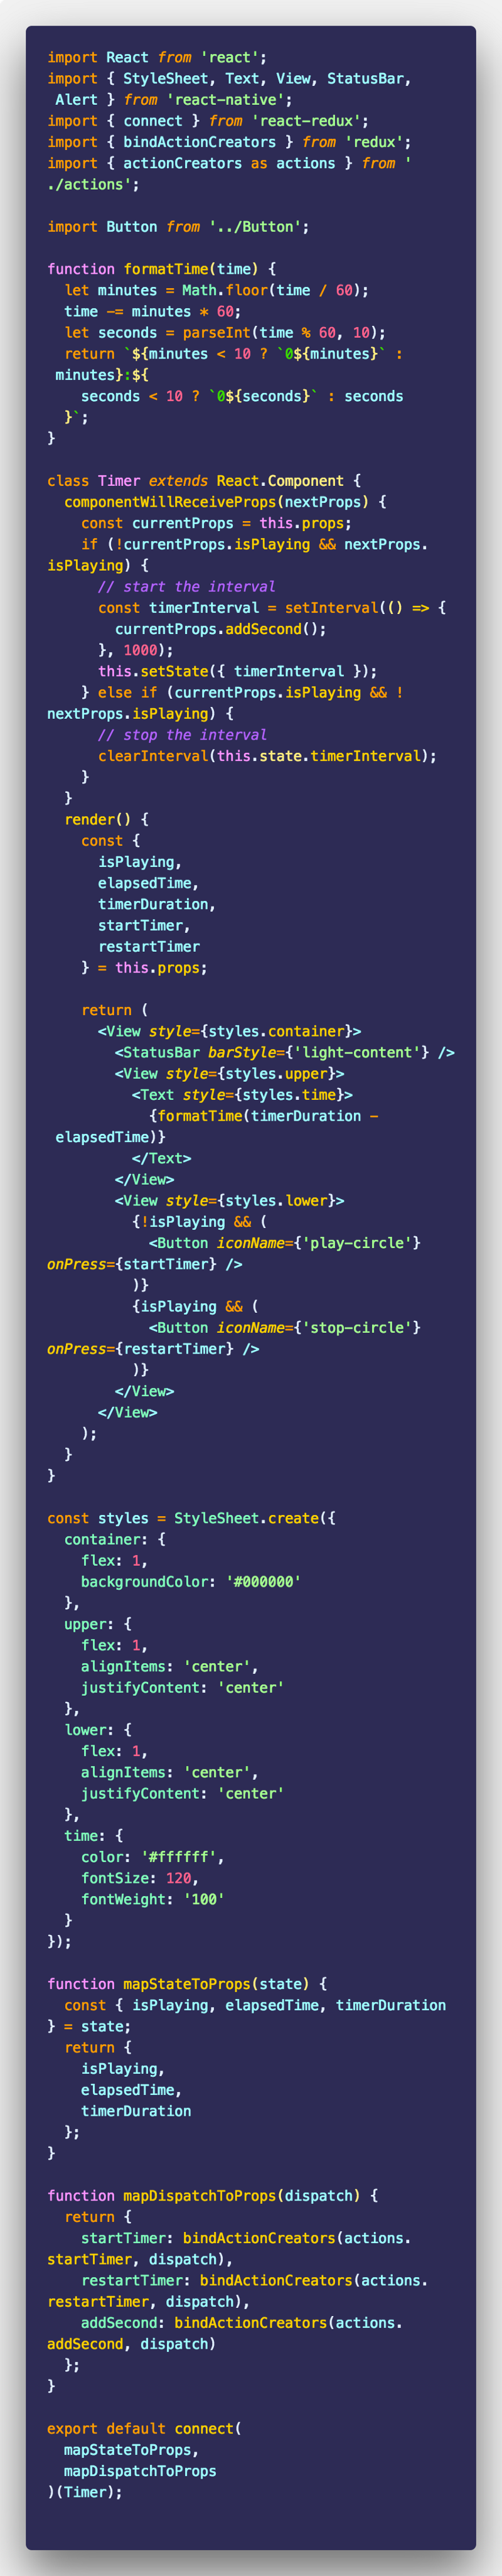 import React from 'react';
import { StyleSheet, Text, View, StatusBar,
 Alert } from 'react-native';
import { connect } from 'react-redux';
import { bindActionCreators } from 'redux';
import { actionCreators as actions } from '
./actions';

import Button from '../Button';

function formatTime(time) {
  let minutes = Math.floor(time / 60);
  time -= minutes * 60;
  let seconds = parseInt(time % 60, 10);
  return `${minutes < 10 ? `0${minutes}` :
 minutes}:${
    seconds < 10 ? `0${seconds}` : seconds
  }`;
}

class Timer extends React.Component {
  componentWillReceiveProps(nextProps) {
    const currentProps = this.props;
    if (!currentProps.isPlaying && nextProps.
isPlaying) {
      // start the interval
      const timerInterval = setInterval(() => {
        currentProps.addSecond();
      }, 1000);
      this.setState({ timerInterval });
    } else if (currentProps.isPlaying && !
nextProps.isPlaying) {
      // stop the interval
      clearInterval(this.state.timerInterval);
    }
  }
  render() {
    const {
      isPlaying,
      elapsedTime,
      timerDuration,
      startTimer,
      restartTimer
    } = this.props;

    return (
      <View style={styles.container}>
        <StatusBar barStyle={'light-content'} />
        <View style={styles.upper}>
          <Text style={styles.time}>
            {formatTime(timerDuration -
 elapsedTime)}
          </Text>
        </View>
        <View style={styles.lower}>
          {!isPlaying && (
            <Button iconName={'play-circle'}
onPress={startTimer} />
          )}
          {isPlaying && (
            <Button iconName={'stop-circle'}
onPress={restartTimer} />
          )}
        </View>
      </View>
    );
  }
}

const styles = StyleSheet.create({
  container: {
    flex: 1,
    backgroundColor: '#000000'
  },
  upper: {
    flex: 1,
    alignItems: 'center',
    justifyContent: 'center'
  },
  lower: {
    flex: 1,
    alignItems: 'center',
    justifyContent: 'center'
  },
  time: {
    color: '#ffffff',
    fontSize: 120,
    fontWeight: '100'
  }
});

function mapStateToProps(state) {
  const { isPlaying, elapsedTime, timerDuration
} = state;
  return {
    isPlaying,
    elapsedTime,
    timerDuration
  };
}

function mapDispatchToProps(dispatch) {
  return {
    startTimer: bindActionCreators(actions.
startTimer, dispatch),
    restartTimer: bindActionCreators(actions.
restartTimer, dispatch),
    addSecond: bindActionCreators(actions.
addSecond, dispatch)
  };
}

export default connect(
  mapStateToProps,
  mapDispatchToProps
)(Timer);